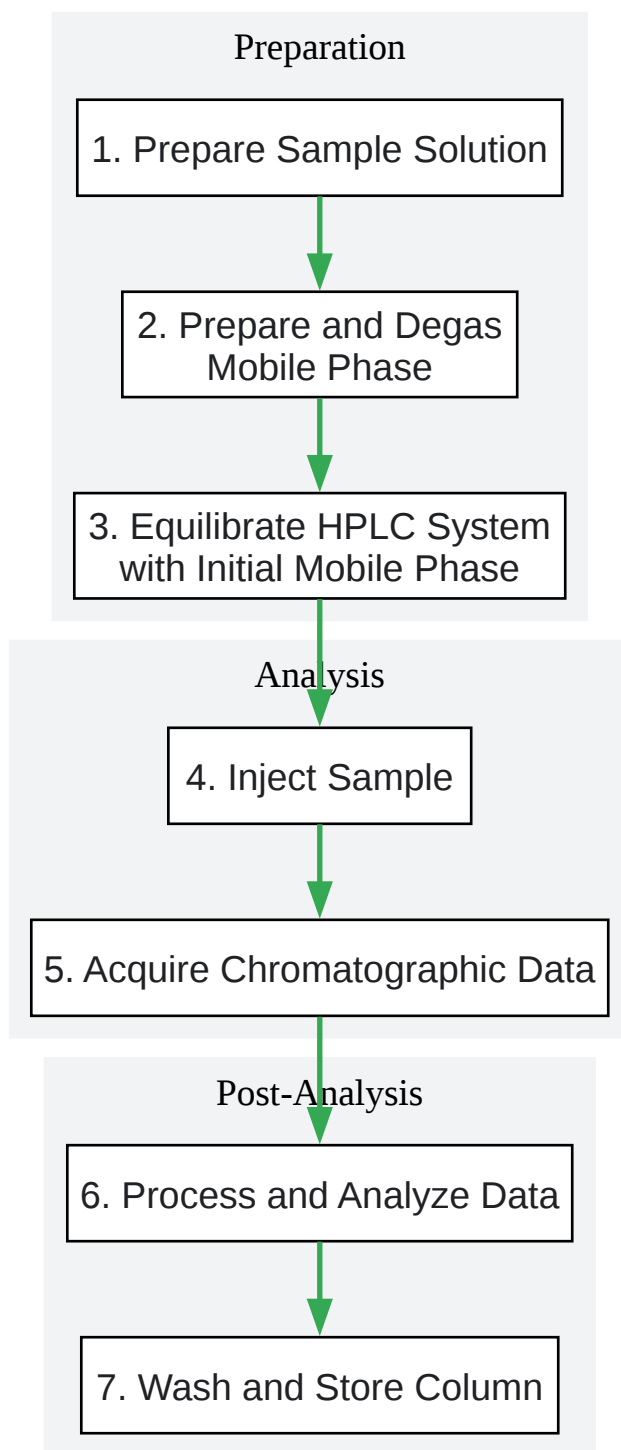 Preparation
1. Prepare Sample Solution
2. Prepare and Degas
Mobile Phase
3. Equilibrate HPLC System
with Initial Mobile Phase
Analysis
4. Inject Sample
5. Acquire Chromatographic Data
Post-Analysis
6. Process and Analyze Data
7. Wash and Store Column